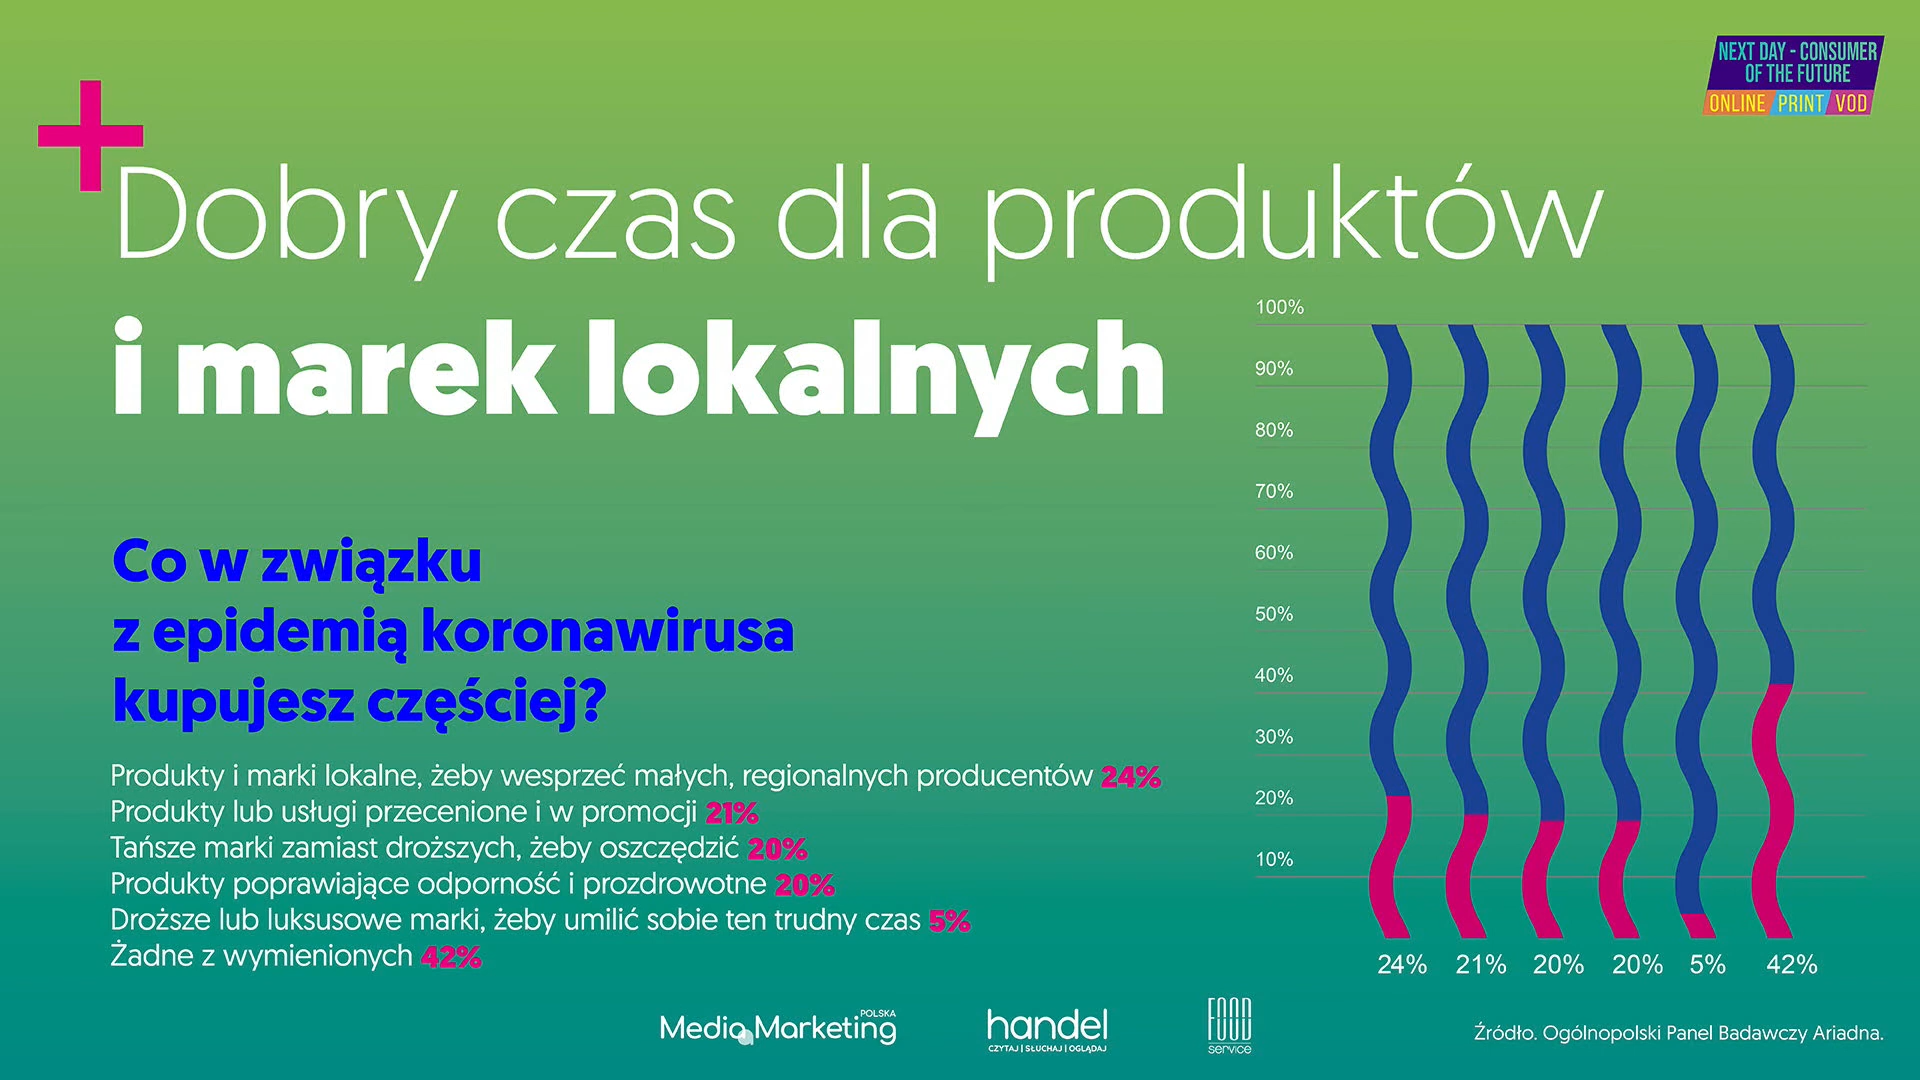 NEXT DAY - CONSUMER
OF THE FUTURE
ONLINE PRINT VOD
Dobry czas dla produktów
i marek lokalnych
Co w związku
z epidemią koronawirusa
kupujesz częściej?
Produkty i marki lokalne, żeby wesprzeć małych, regionalnych producentów 24%
Produkty lub usługi przecenione i w promocji 21%
Tańsze marki zamiast droższych, żeby oszczędzić 20%
Produkty poprawiające odporność i prozdrowotne 20%
Droższe lub luksusowe marki, żeby umilić sobie ten trudny czas 5%
Żadne z wymienionych 42%
100%
90%
80%
70%
60%
50%
40%
30%
20%
10%
24% 21% 20% 20% 5% 42%
Media Marketing
POLSKA
handel
CZYTAJ | SŁUCHAJ | OGLĄDAJ
FOOD
service
Źródło. Ogólnopolski Panel Badawczy Ariadna.